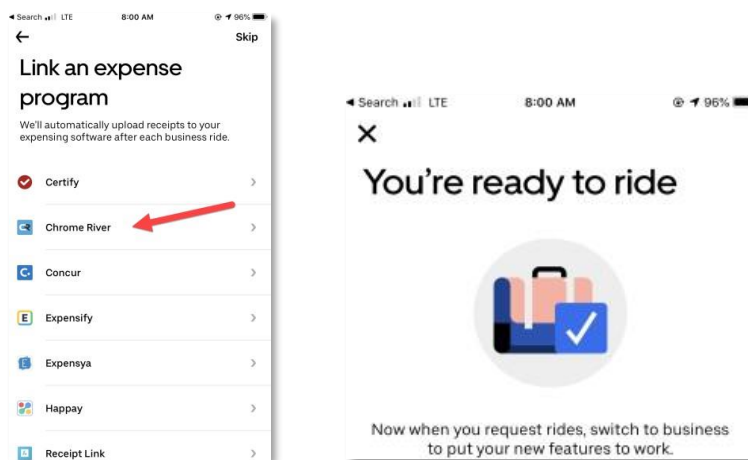 Search LTE 8:00 AM 96%
Skip
Link an expense
program
We'll automatically upload receipts to your
expensing software after each business ride.
Certify
CR Chrome River
C. Concur
E Expensify
E Expensya
Happay
Receipt Link
Search LTE 8:00 AM 96%
You're ready to ride
Now when you request rides, switch to business
to put your new features to work.